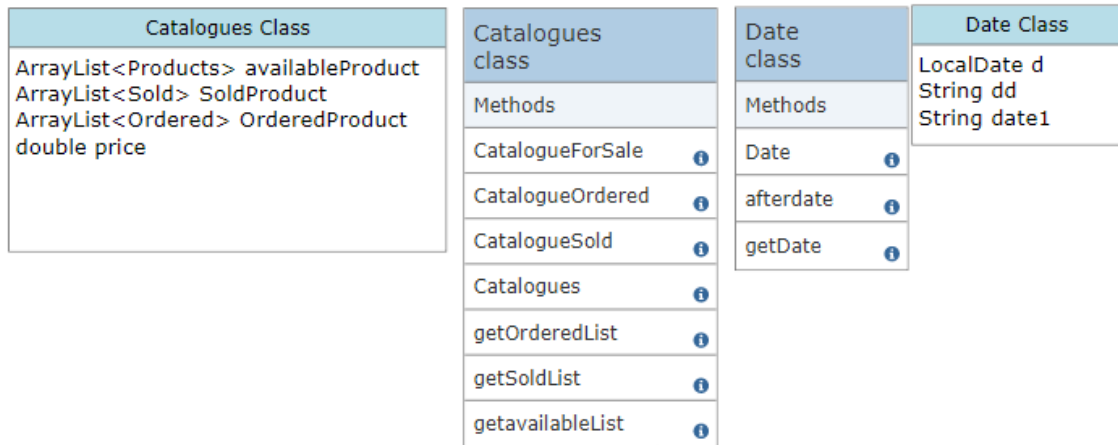 Catalogues Class
ArrayList<Products> availableProduct
ArrayList<Sold> SoldProduct
ArrayList<Ordered> OrderedProduct
double price
Catalogues
class
Methods
CatalogueForSale
CatalogueOrdered
CatalogueSold
Catalogues
getOrderedList
getSoldList
getavailableList
Date
class
Methods
Date
afterdate
getDate
Date Class
LocalDate d
String dd
String date1